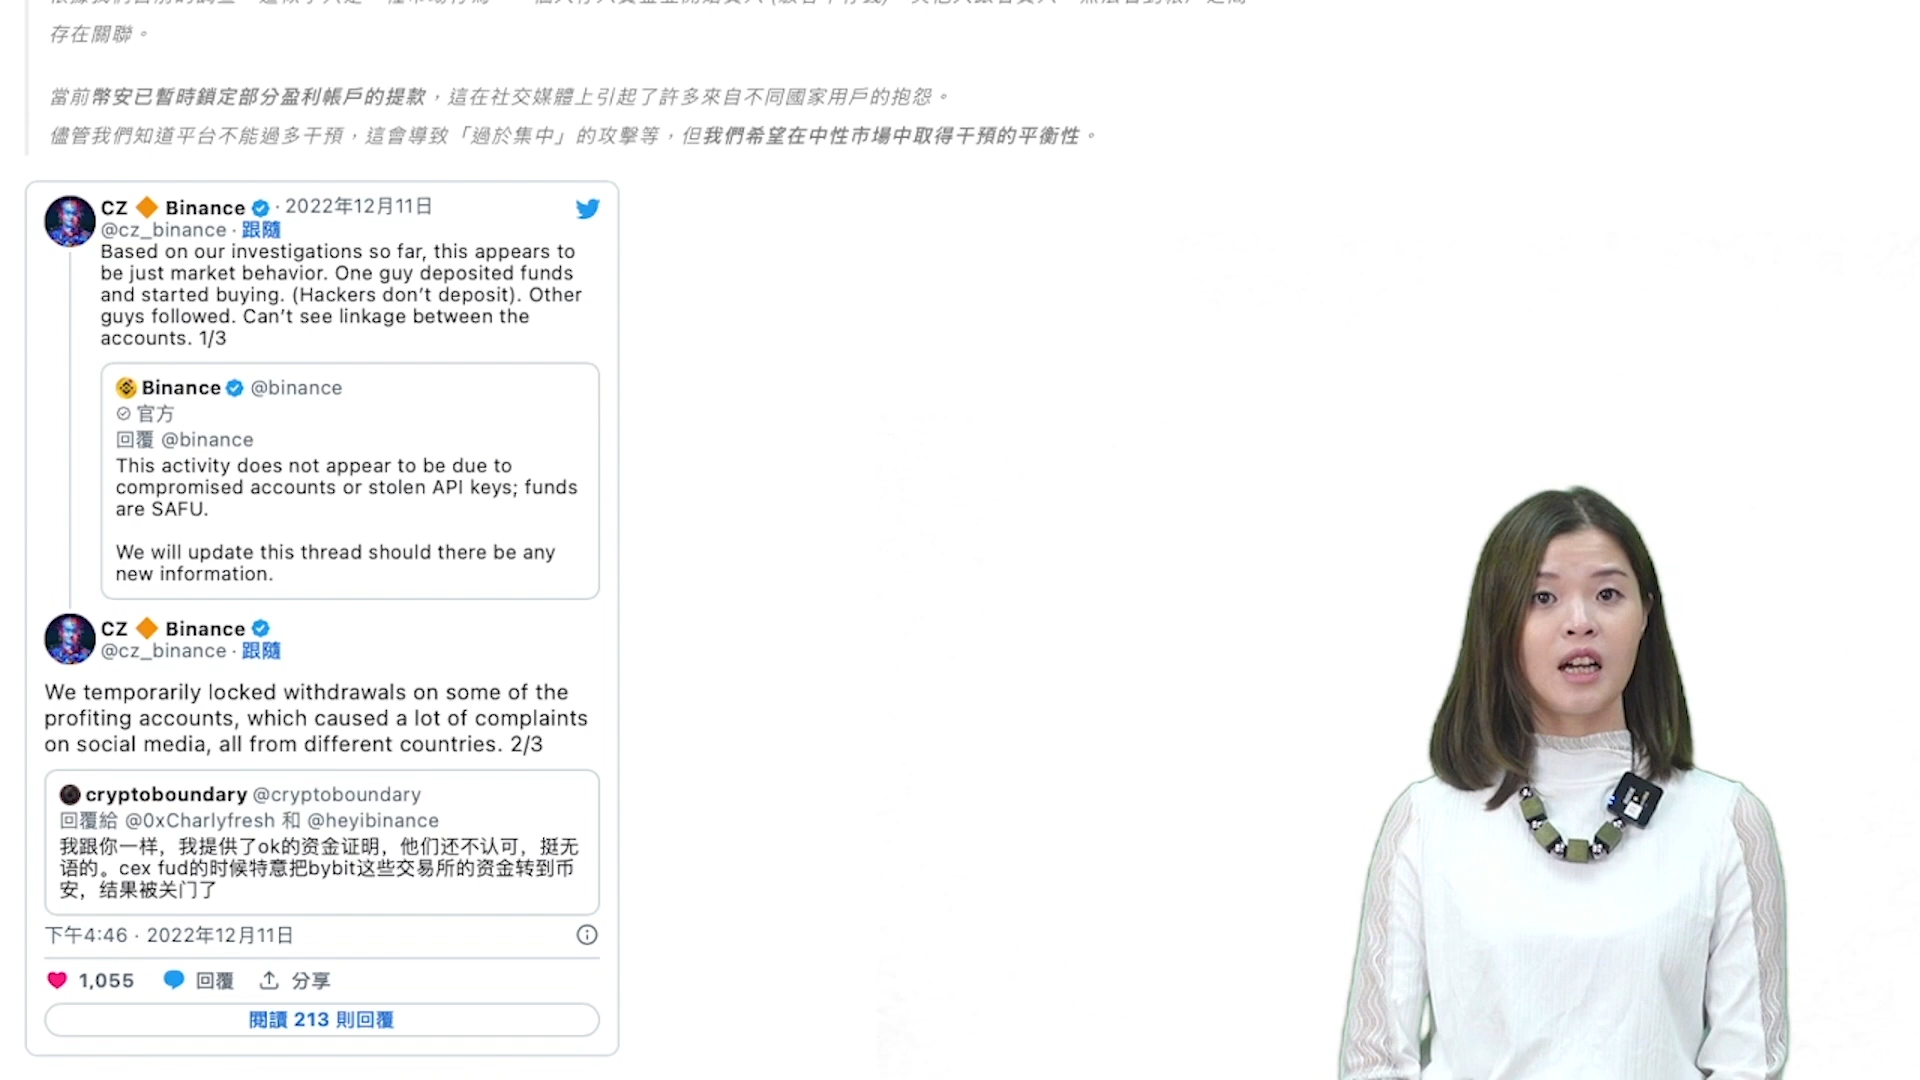 存在關聯。
當前幣安已暫時鎖定部分盈利帳戶的提款，這在社交媒體上引起了許多來自不同國家用戶的抱怨。
儘管我們知道平台不能過多干預，這會導致「過於集中」的攻擊等，但我們希望在中性市場中取得干預的平衡性。
CZ 🔶 Binance · 2022年12月11日
@cz_binance · 跟隨
Based on our investigations so far, this appears to
be just market behavior. One guy deposited funds
and started buying. (Hackers don’t deposit). Other
guys followed. Can’t see linkage between the
accounts. 1/3
Binance @binance
官方
回覆 @binance
This activity does not appear to be due to
compromised accounts or stolen API keys; funds
are SAFU.
We will update this thread should there be any
new information.
CZ 🔶 Binance
@cz_binance · 跟隨
We temporarily locked withdrawals on some of the
profiting accounts, which caused a lot of complaints
on social media, all from different countries. 2/3
cryptoboundary @cryptoboundary
回覆給 @0xCharlyfresh 和 @heyibinance
我跟你一样，我提供了ok的资金证明，他们还不认可，挺无
语的。cex fud的时候特意把bybit这些交易所的资金转到币
安，结果被关门了
下午4:46 · 2022年12月11日
1,055 回覆 分享
閱讀 213 則回覆